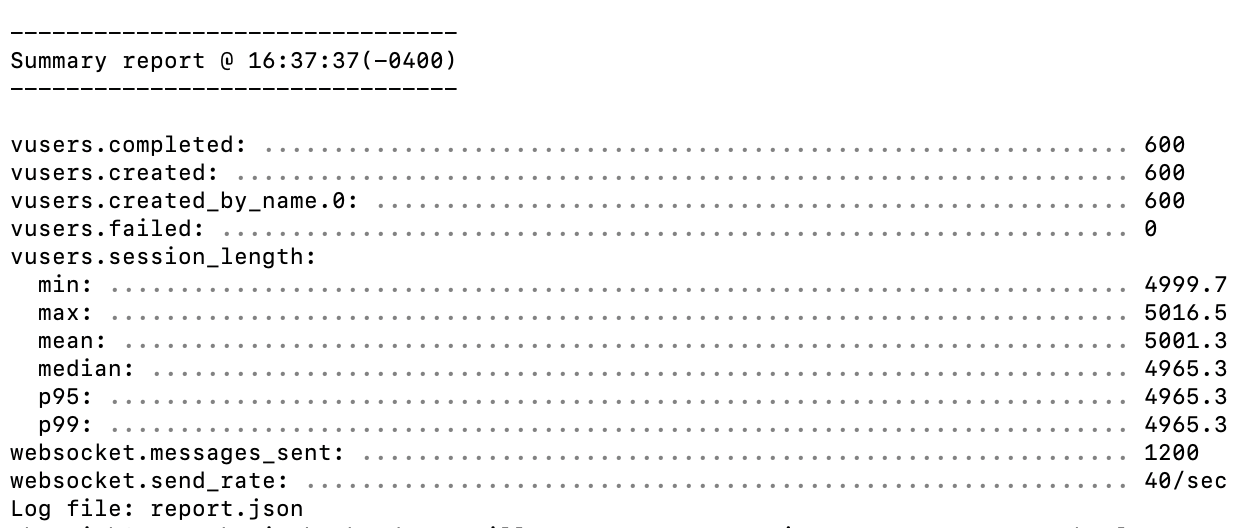 --------------------------------
Summary report @ 16:37:37(-0400)
--------------------------------
vusers.completed: .............................................................. 600
vusers.created: ................................................................ 600
vusers.created_by_name.0: ...................................................... 600
vusers.failed: ................................................................. 0
vusers.session_length:
  min: ......................................................................... 4999.7
  max: ......................................................................... 5016.5
  mean: ........................................................................ 5001.3
  median: ...................................................................... 4965.3
  p95: ......................................................................... 4965.3
  p99: ......................................................................... 4965.3
websocket.messages_sent: ....................................................... 1200
websocket.send_rate: ........................................................... 40/sec
Log file: report.json